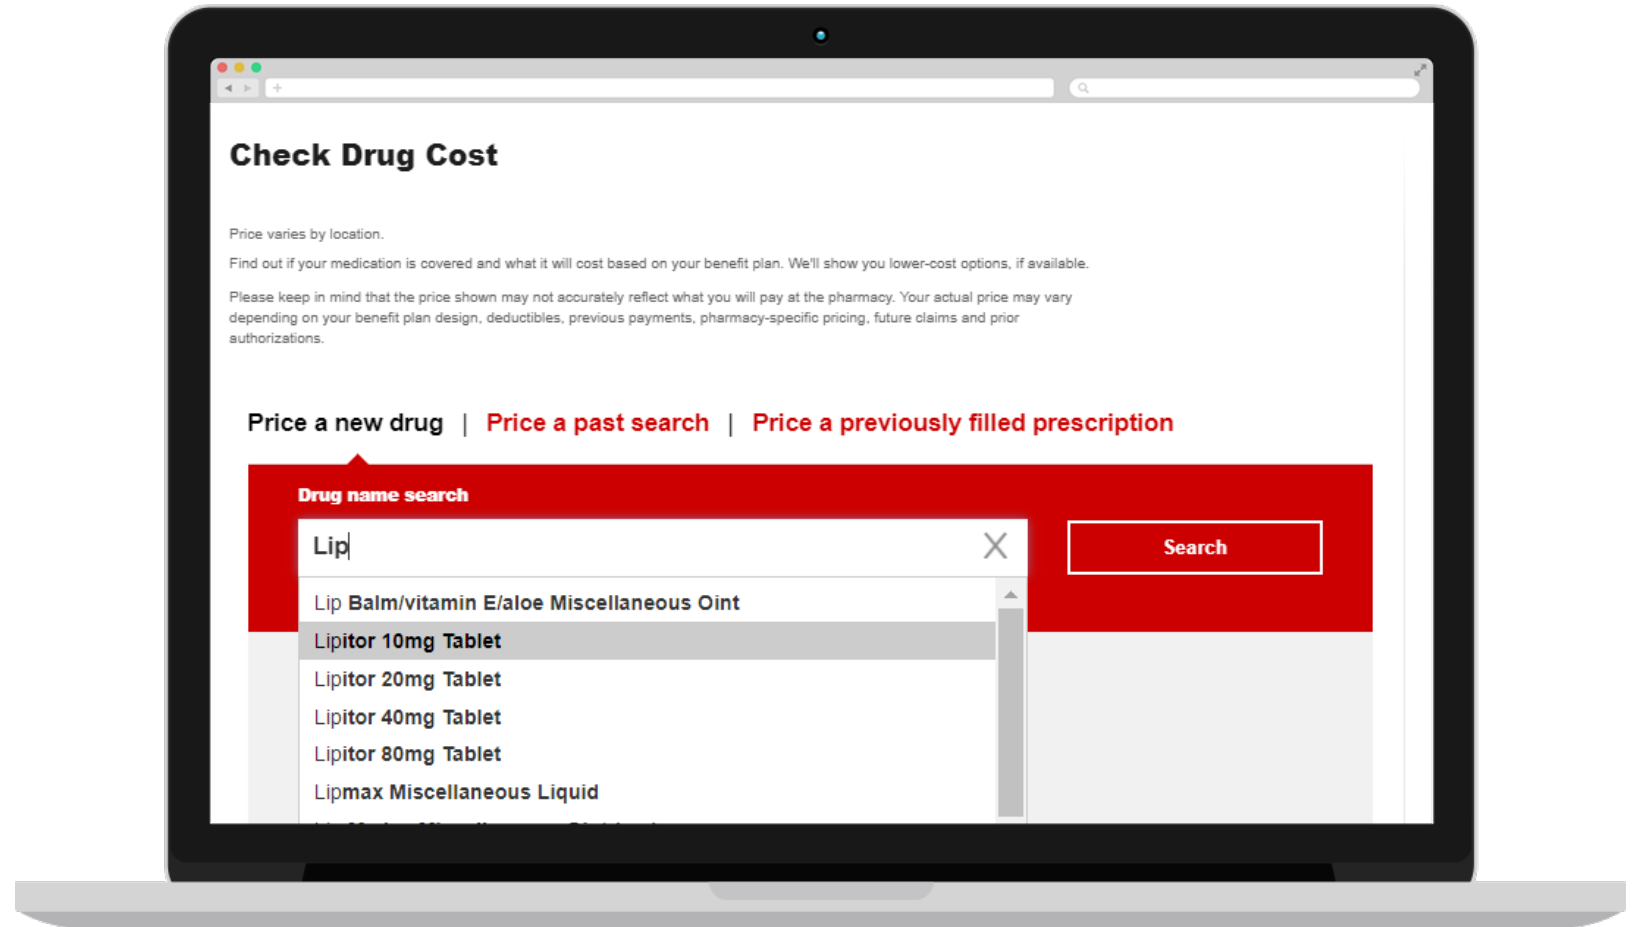 Check Drug Cost
Price varies by location.
Find out if your medication is covered and what it will cost based on your benefit plan. We'll show you lower-cost options, if available.
Please keep in mind that the price shown may not accurately reflect what you will pay at the pharmacy. Your actual price may vary
depending on your benefit plan design, deductibles, previous payments, pharmacy-specific pricing, future claims and prior
authorizations.
Price a new drug | Price a past search | Price a previously filled prescription
Drug name search
Lip
Search
Lip Balm/vitamin E/aloe Miscellaneous Oint
Lipitor 10mg Tablet
Lipitor 20mg Tablet
Lipitor 40mg Tablet
Lipitor 80mg Tablet
Lipmax Miscellaneous Liquid